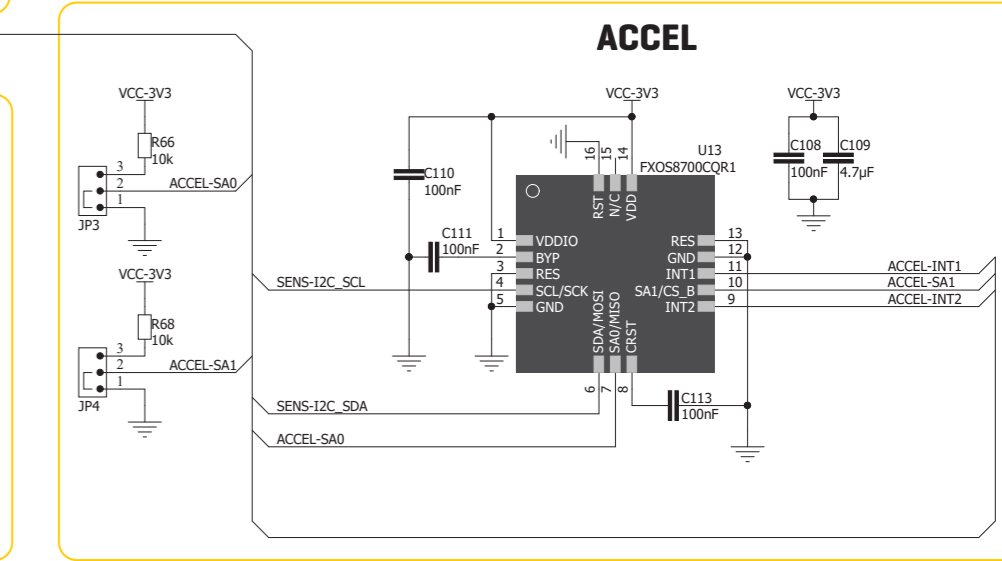 ACCEL
VCC-3V3
R66
10k
3
2
1
ACCEL-SA0
JP3
VCC-3V3
R68
10k
3
2
1
ACCEL-SA1
JP4
SENS-I2C_SCL
SENS-I2C_SDA
ACCEL-SA0
C110
100nF
C111
100nF
VCC-3V3
U13
FXOS8700CQR1
16
15
14
RST
N/C
VDD
1
2
3
4
5
VDDIO
BYP
RES
SCL/SCK
GND
13
12
11
10
9
RES
GND
INT1
SA1/CS_B
INT2
SDA/MOSI
SA0/MISO
CRST
6
7
8
C113
100nF
VCC-3V3
C108
100nF
C109
4.7µF
ACCEL-INT1
ACCEL-SA1
ACCEL-INT2